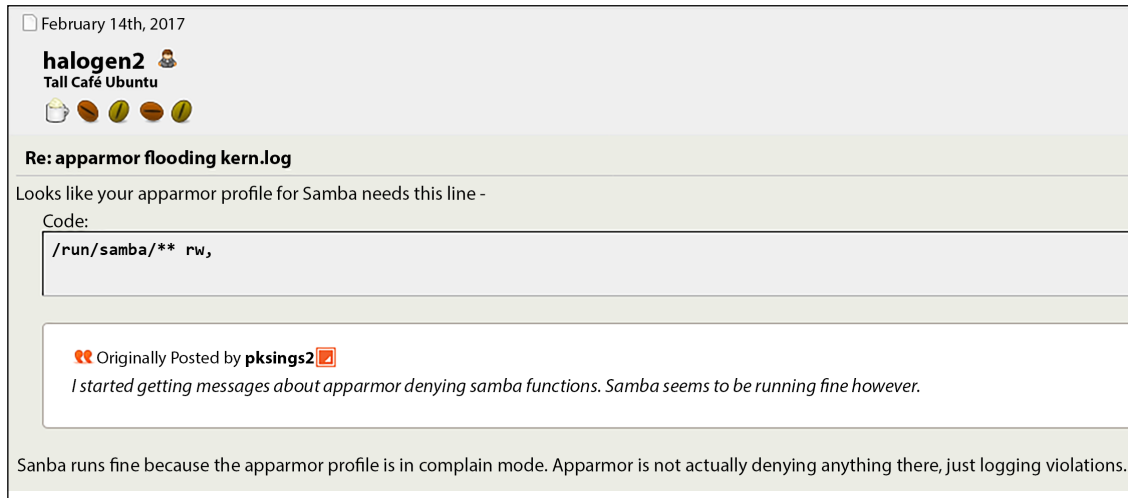 February 14th, 2017
halogen2
Tall Café Ubuntu
Re: apparmor flooding kern.log
Looks like your apparmor profile for Samba needs this line -
Code:
/run/samba/** rw,
Originally Posted by pksings2
I started getting messages about apparmor denying samba functions. Samba seems to be running fine however.
Sanba runs fine because the apparmor profile is in complain mode. Apparmor is not actually denying anything there, just logging violations.